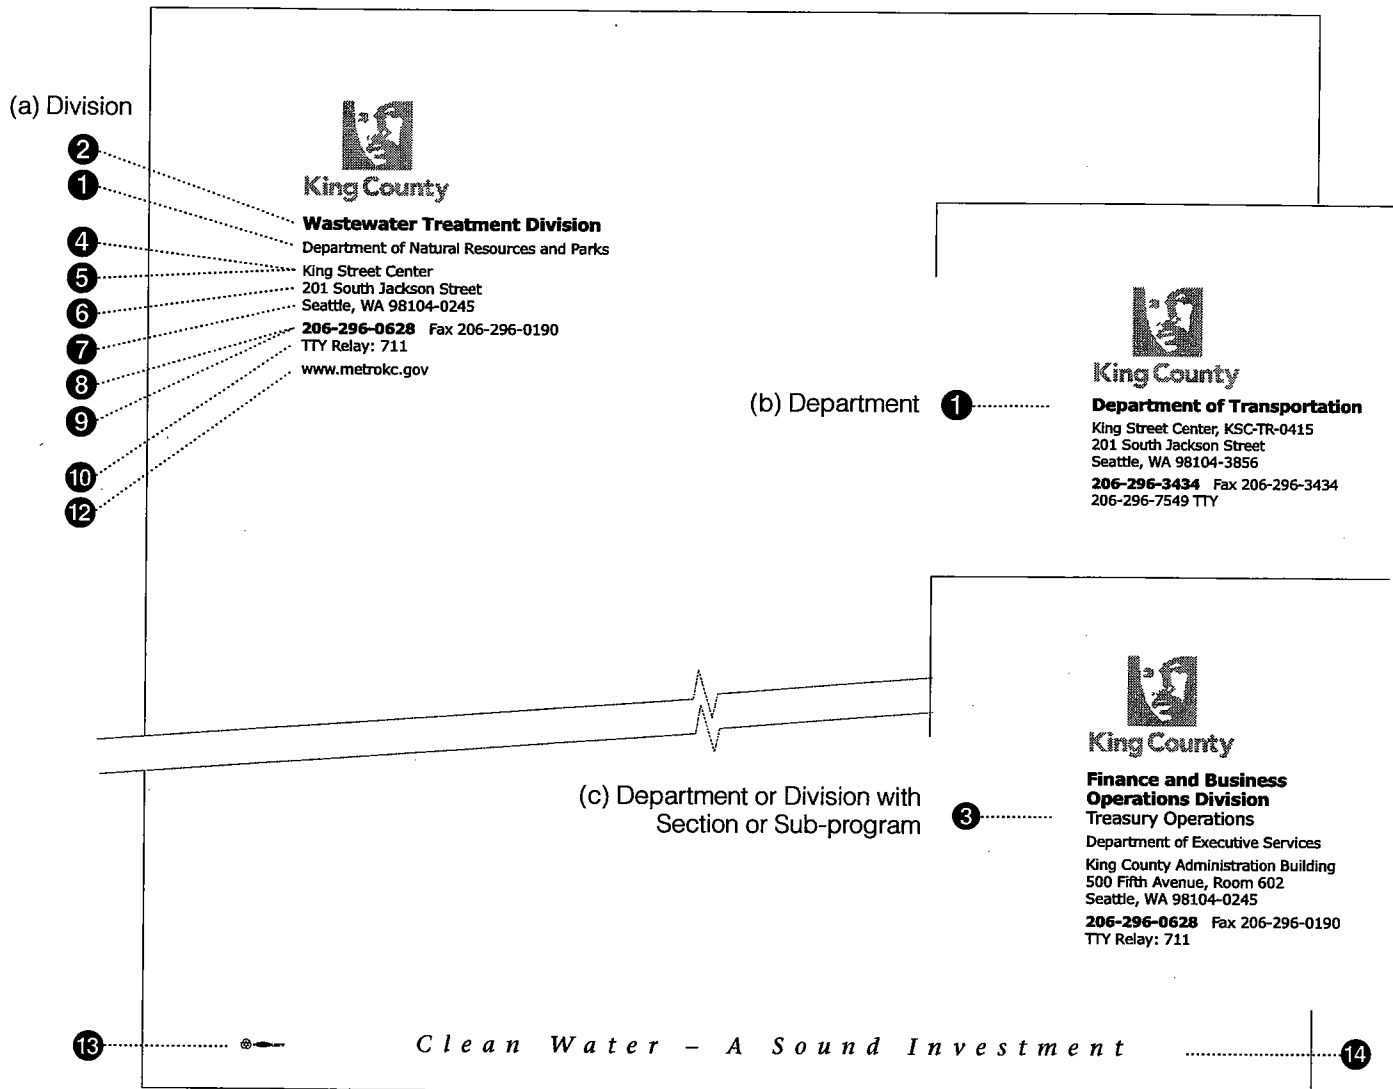 (a) Division
2
1
4
5
6
7
8
9
10
12
King County
Wastewater Treatment Division
Department of Natural Resources and Parks
King Street Center
201 South Jackson Street
Seattle, WA 98104-0245
206-296-0628 Fax 206-296-0190
TTY Relay: 711
www.metrokc.gov
(b) Department 1
King County
Department of Transportation
King Street Center, KSC-TR-0415
201 South Jackson Street
Seattle, WA 98104-3856
206-296-3434 Fax 206-296-3434
206-296-7549 TTY
(c) Department or Division with
Section or Sub-program
3
King County
Finance and Business
Operations Division
Treasury Operations
Department of Executive Services
King County Administration Building
500 Fifth Avenue, Room 602
Seattle, WA 98104-0245
206-296-0628 Fax 206-296-0190
TTY Relay: 711
13
Clean Water – A Sound Investment
14